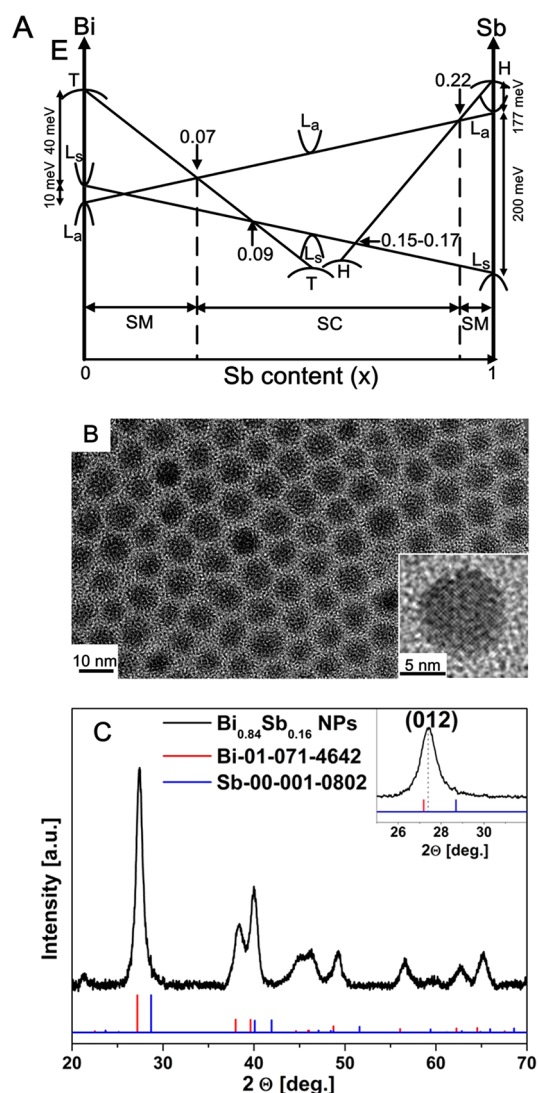 A
Bi
Sb
E
T
H
0.22
40 meV
177 meV
0.07
La
La
Ls
10 meV
200 meV
La
0.15-0.17
0.09
Ls
T
H
Ls
SM
SC
SM
0
Sb content (x)
1
B
10 nm
5 nm
C
Bi0.84Sb0.16 NPs
Bi-01-071-4642
Sb-00-001-0802
(012)
26 28 30
2Θ [deg.]
Intensity [a.u.]
20 30 40 50 60 70
2 Θ [deg.]